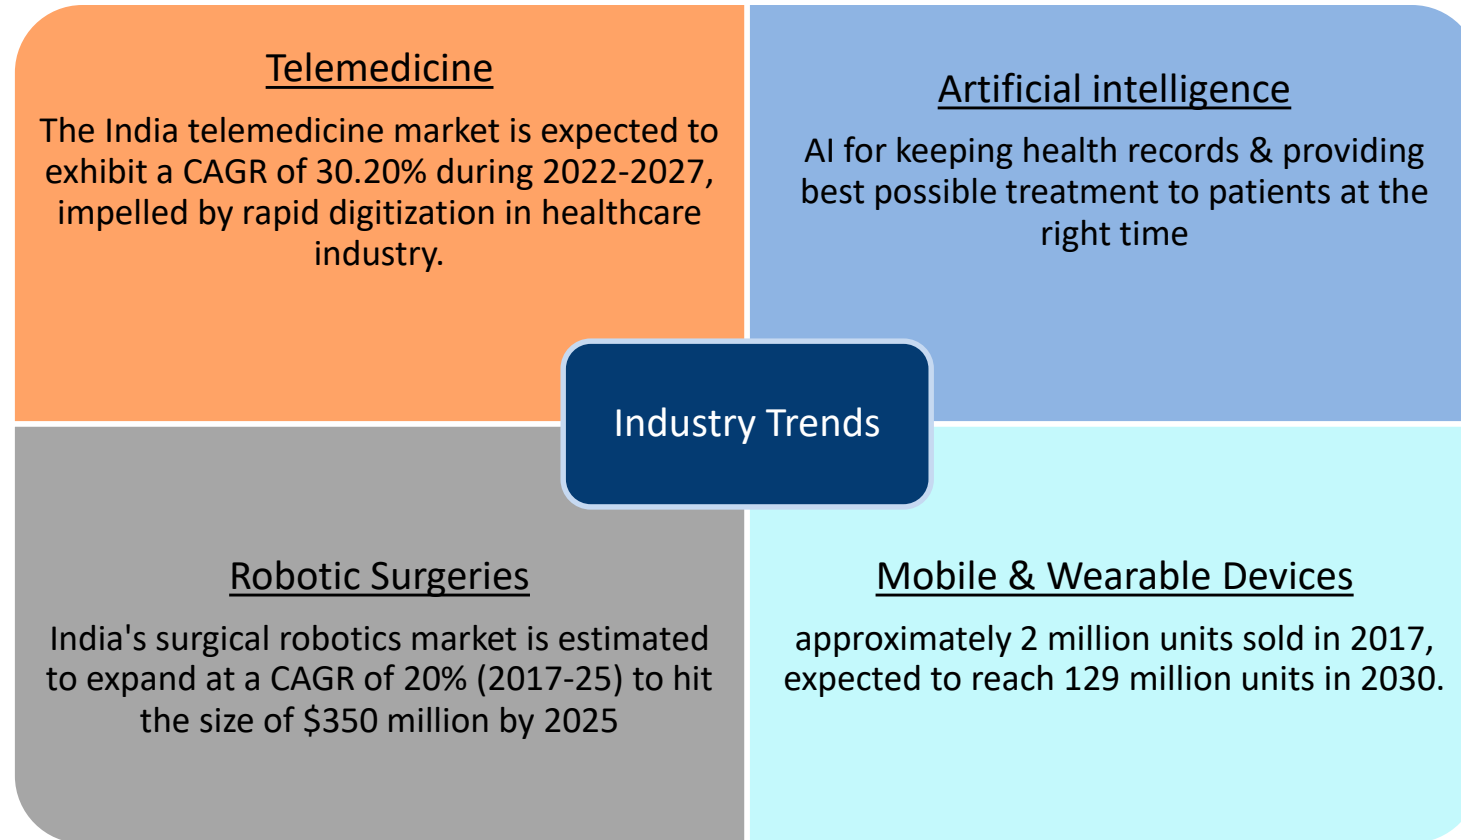 Telemedicine
The India telemedicine market is expected to
exhibit a CAGR of 30.20% during 2022-2027,
impelled by rapid digitization in healthcare
industry.
Artificial intelligence
AI for keeping health records & providing
best possible treatment to patients at the
right time
Industry Trends
Robotic Surgeries
India's surgical robotics market is estimated
to expand at a CAGR of 20% (2017-25) to hit
the size of $350 million by 2025
Mobile & Wearable Devices
approximately 2 million units sold in 2017,
expected to reach 129 million units in 2030.